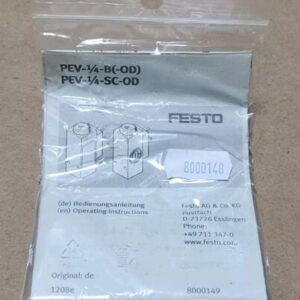 PEV-¼-B(-OD)
PEV-¼-SC-OD
FESTO
8000140
(de) Bedienungsanleitung
(en) Operating instructions
Festo AG & Co. KG
Postfach
D-73726 Esslingen
Phone:
+49 711 347-0
www.festo.com
Original: de
1208e
8000149